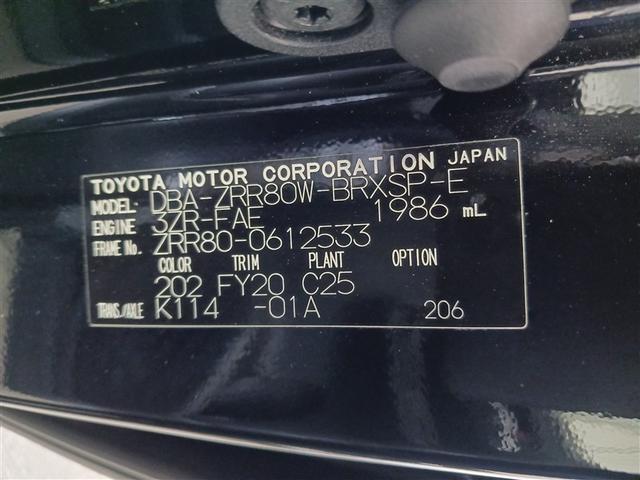 TOYOTA MOTOR CORPORATION JAPAN
MODEL: DBA-ZRR80W-BRXSP-E
ENGINE 3ZR-FAE 1986 mL
FRAME No. ZRR80-0612533
COLOR TRIM PLANT OPTION
202 FY20 C25
TRANS./AXLE K114 -01A 206